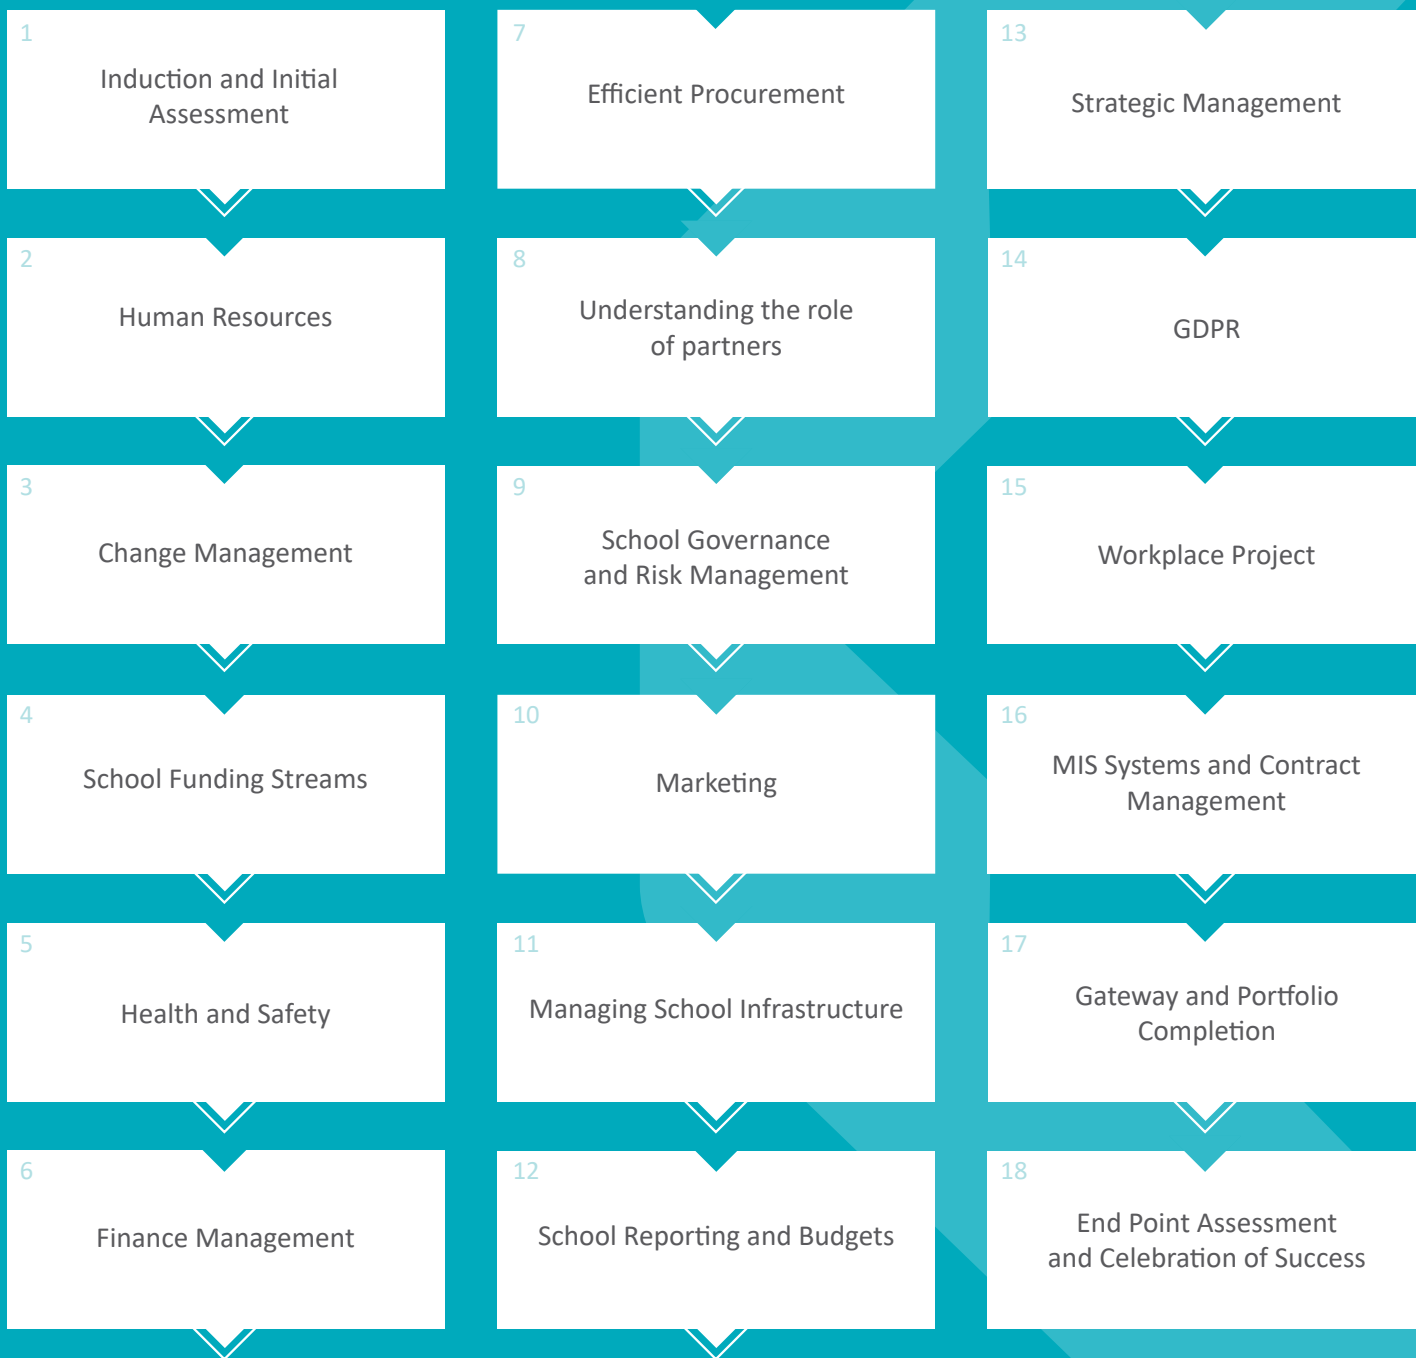 1
Induction and Initial
Assessment
2
Human Resources
3
Change Management
4
School Funding Streams
5
Health and Safety
6
Finance Management
7
Efficient Procurement
8
Understanding the role
of partners
9
School Governance
and Risk Management
10
Marketing
11
Managing School Infrastructure
12
School Reporting and Budgets
13
Strategic Management
14
GDPR
15
Workplace Project
16
MIS Systems and Contract
Management
17
Gateway and Portfolio
Completion
18
End Point Assessment
and Celebration of Success